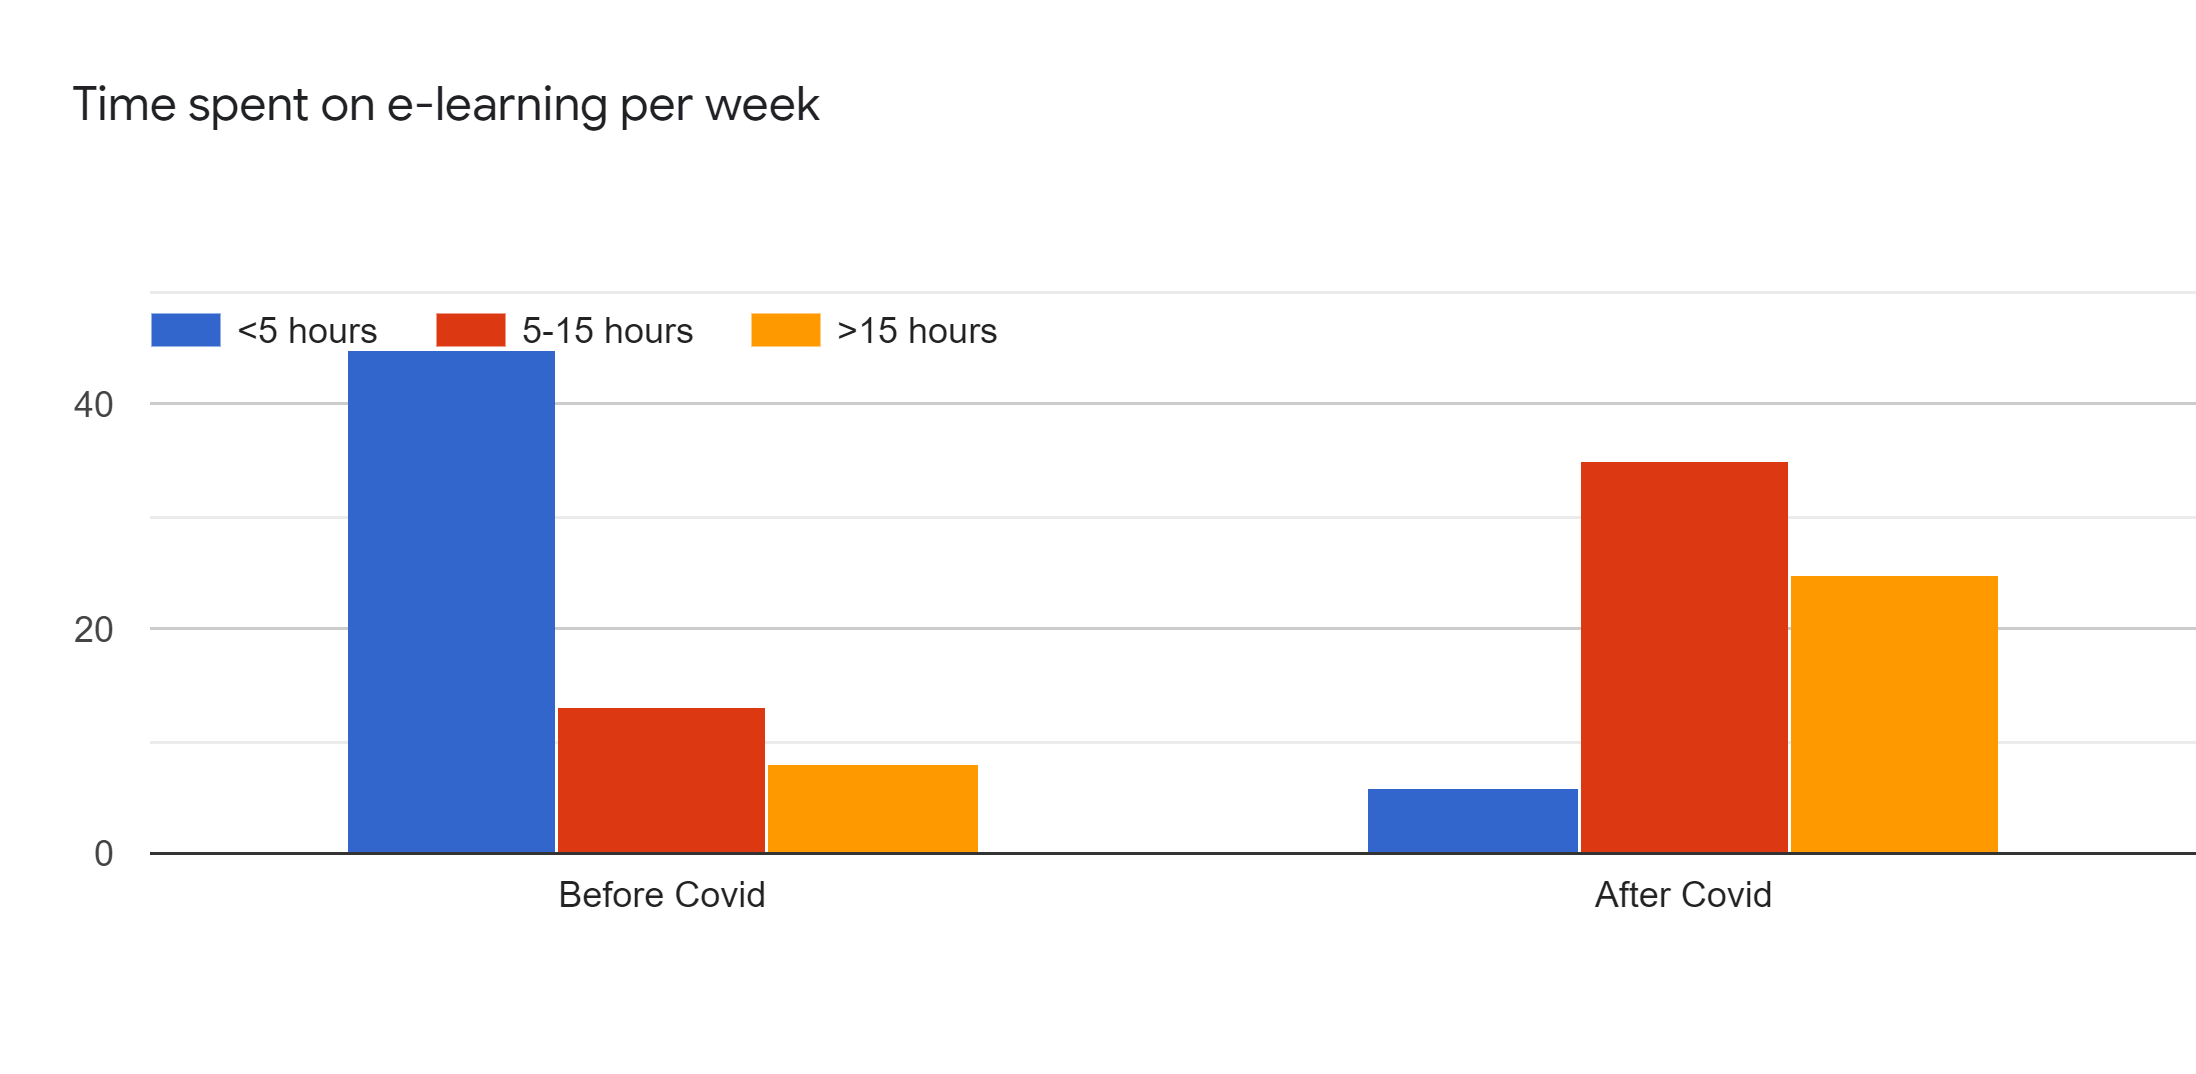 Time spent on e-learning per week
<5 hours 5-15 hours >15 hours
40
20
0
Before Covid After Covid